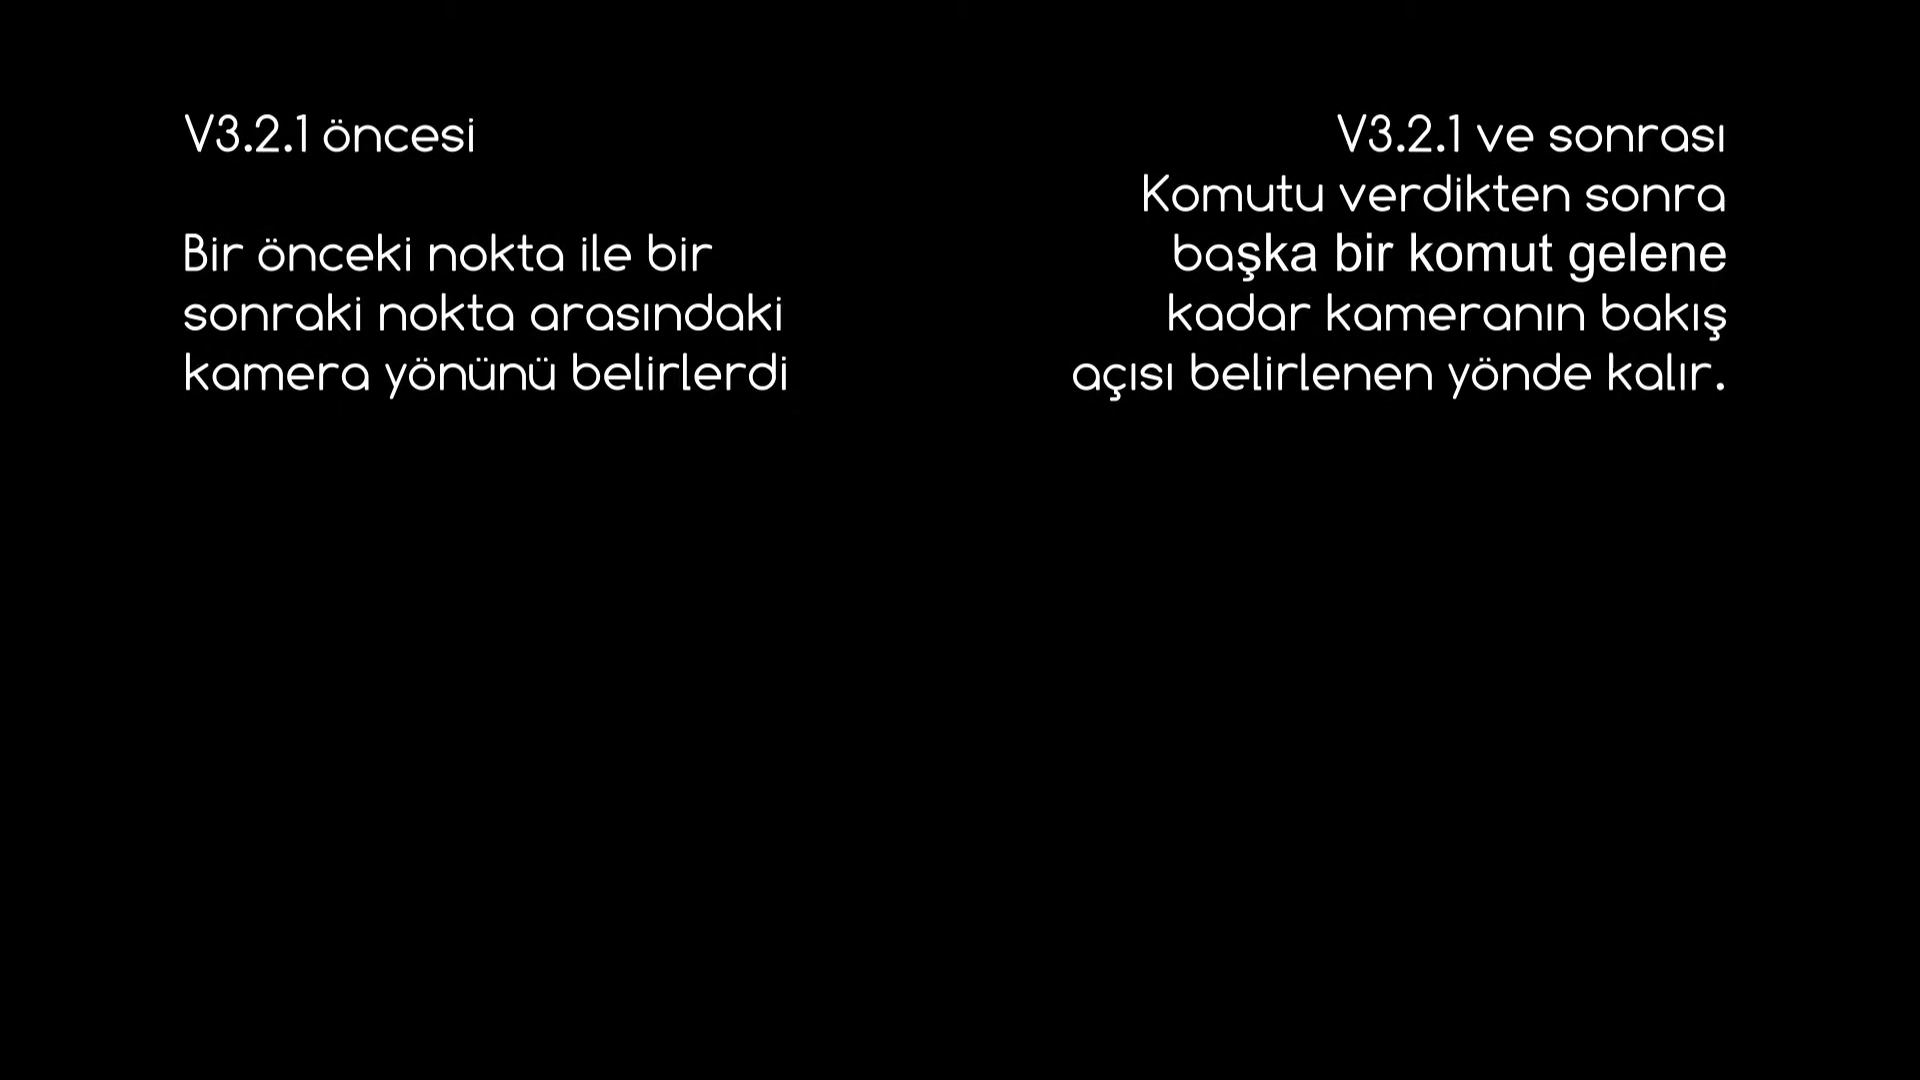 V3.2.1 öncesi
Bir önceki nokta ile bir
sonraki nokta arasındaki
kamera yönünü belirlerdi
V3.2.1 ve sonrası
Komutu verdikten sonra
başka bir komut gelene
kadar kameranın bakış
açısı belirlenen yönde kalır.